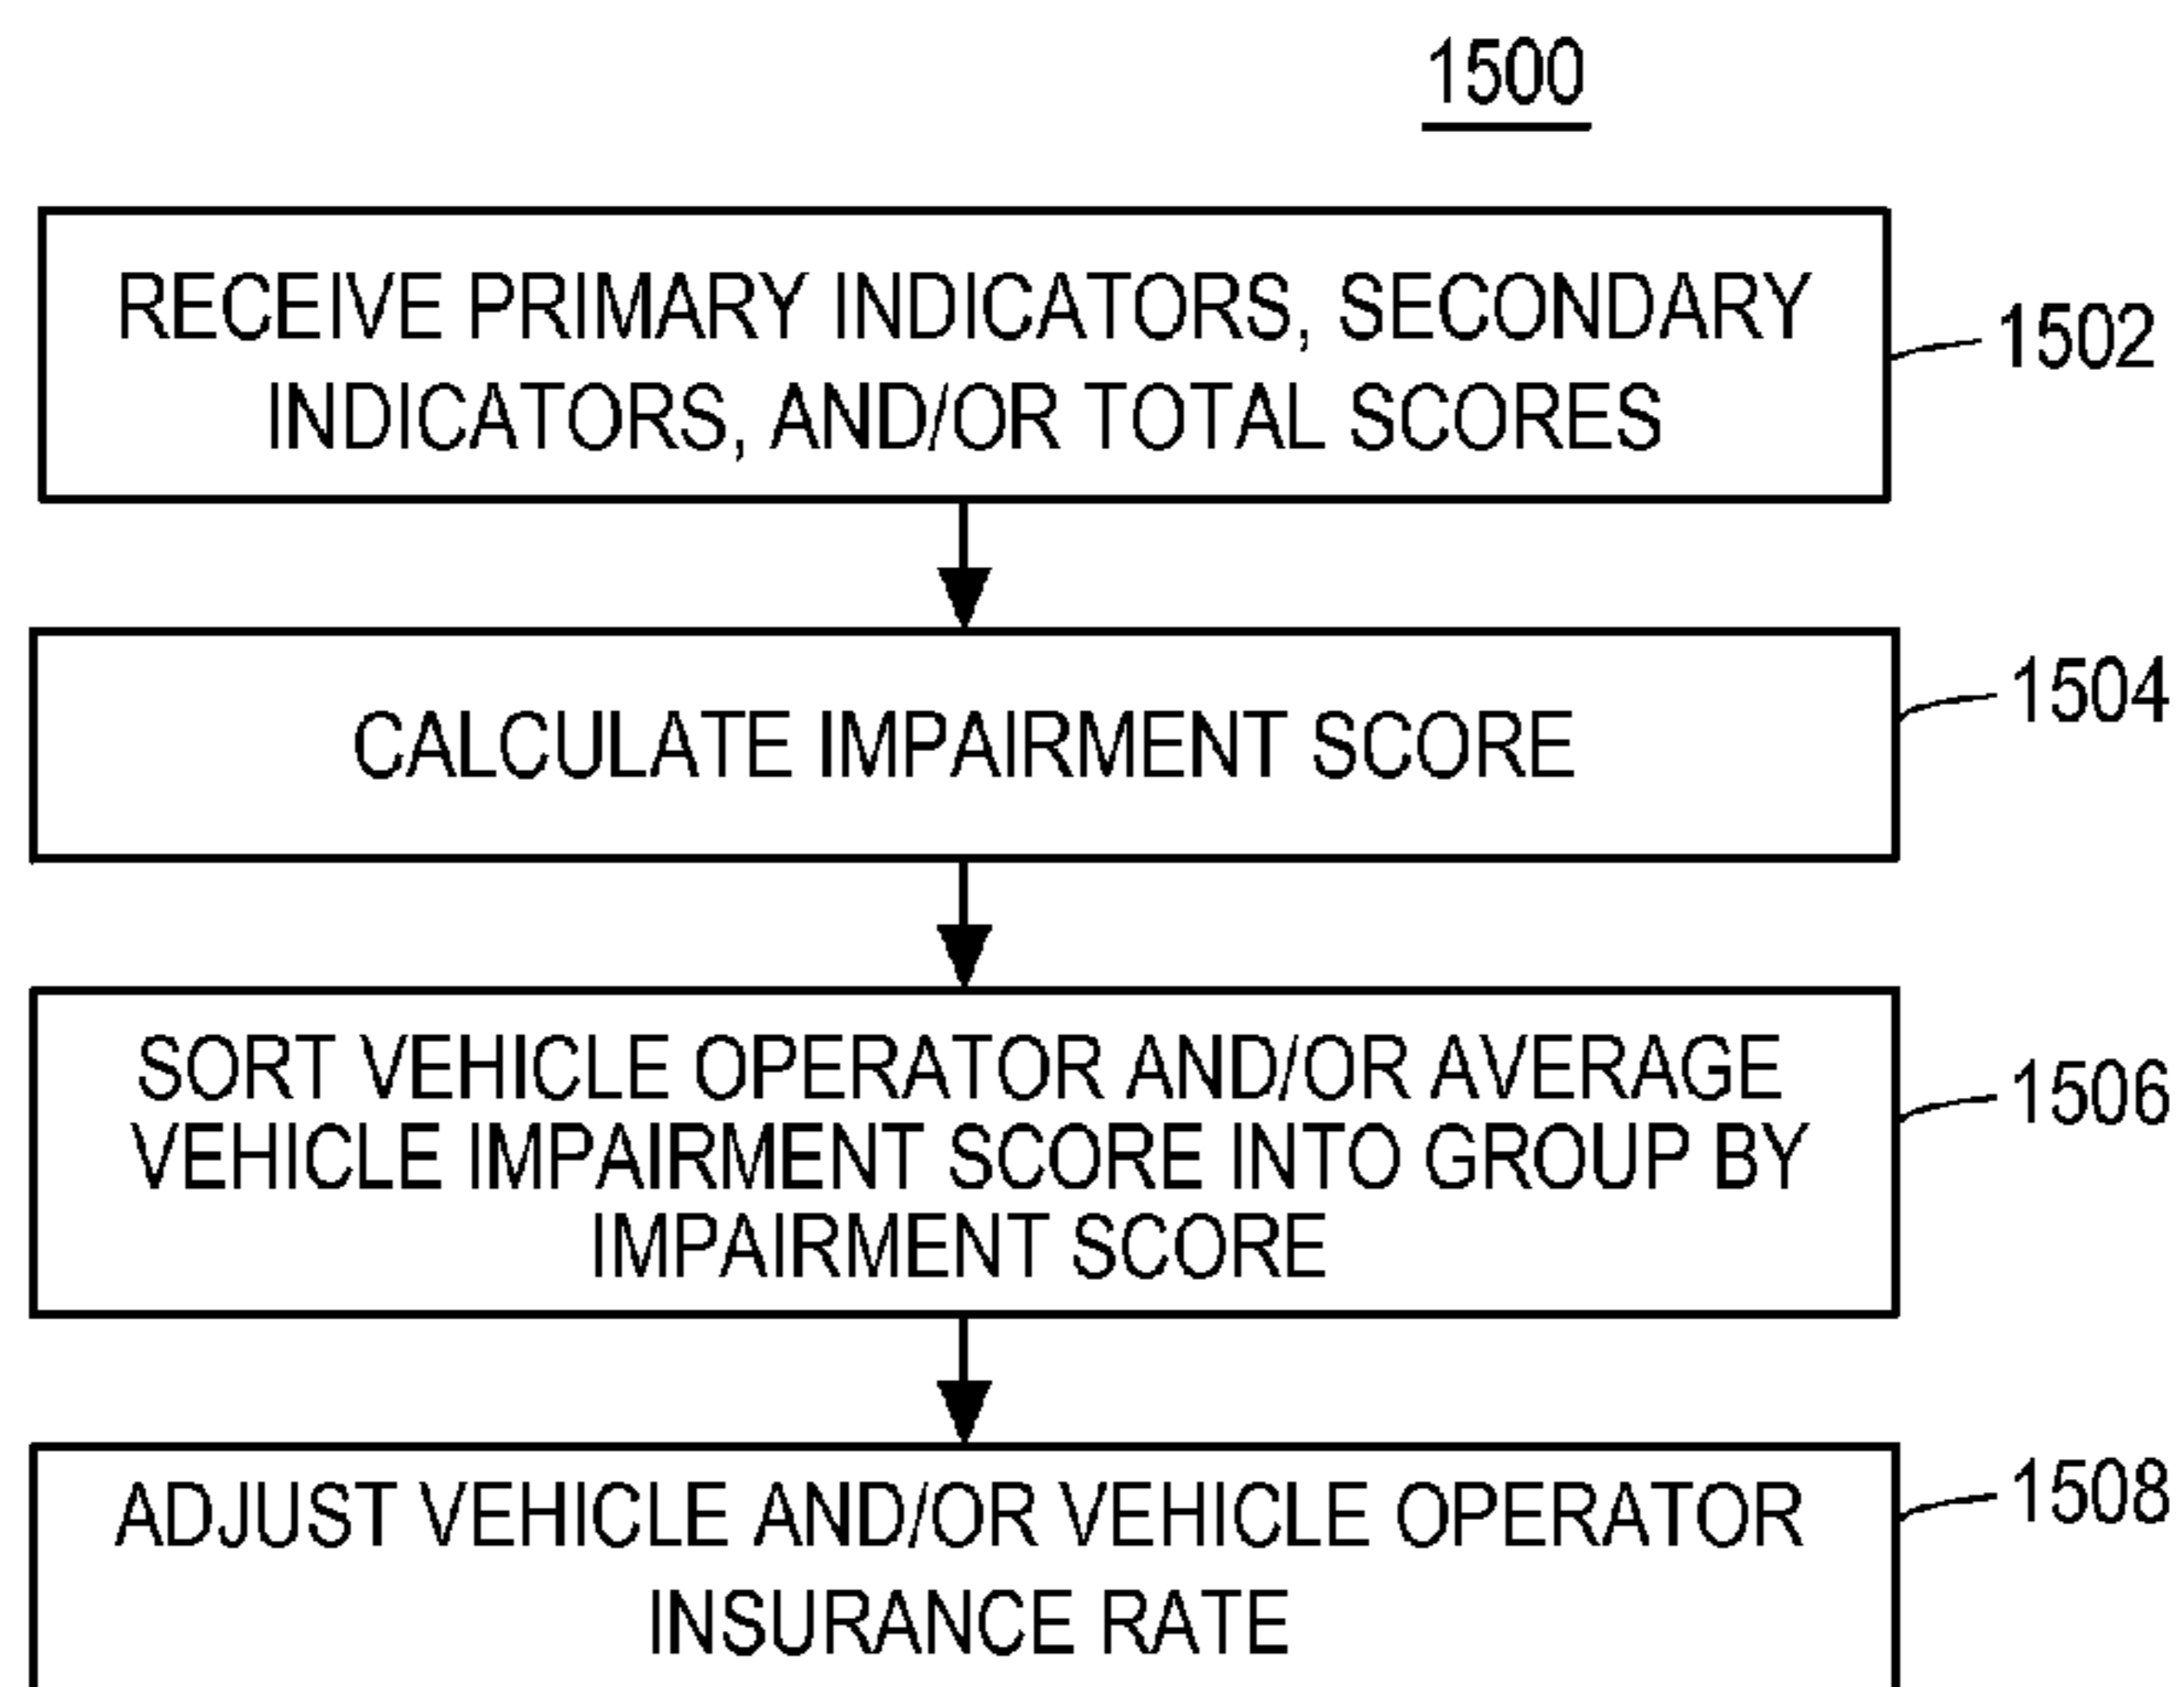 1500
RECEIVE PRIMARY INDICATORS, SECONDARY
INDICATORS, AND/OR TOTAL SCORES
1502
CALCULATE IMPAIRMENT SCORE
1504
SORT VEHICLE OPERATOR AND/OR AVERAGE
VEHICLE IMPAIRMENT SCORE INTO GROUP BY
IMPAIRMENT SCORE
1506
ADJUST VEHICLE AND/OR VEHICLE OPERATOR
INSURANCE RATE
1508